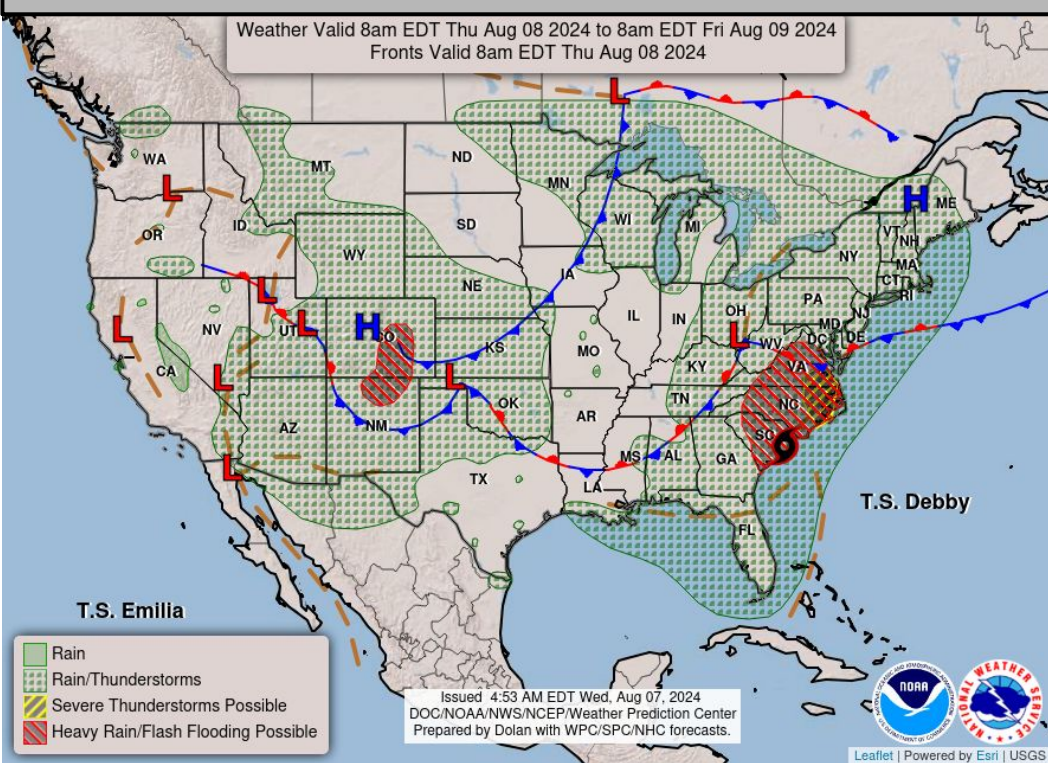 Weather Valid 8am EDT Thu Aug 08 2024 to 8am EDT Fri Aug 09 2024
Fronts Valid 8am EDT Thu Aug 08 2024
L
WA
MT
ND
MN
L
OR
ID
SD
WI
MI
H
ME
VT
NH
NY
MA
CT
RI
WY
IA
NE
L
L
L
NV
UT
H
CO
KS
IL
IN
OH
PA
NJ
MD
DC
DE
L
WV
VA
CA
L
MO
KY
L
AZ
NM
OK
AR
TN
NC
SC
L
TX
MS
AL
GA
LA
FL
T.S. Debby
T.S. Emilia
Rain
Rain/Thunderstorms
Severe Thunderstorms Possible
Heavy Rain/Flash Flooding Possible
Issued 4:53 AM EDT Wed, Aug 07, 2024
DOC/NOAA/NWS/NCEP/Weather Prediction Center
Prepared by Dolan with WPC/SPC/NHC forecasts.
NOAA
NATIONAL WEATHER SERVICE
Leaflet | Powered by Esri | USGS